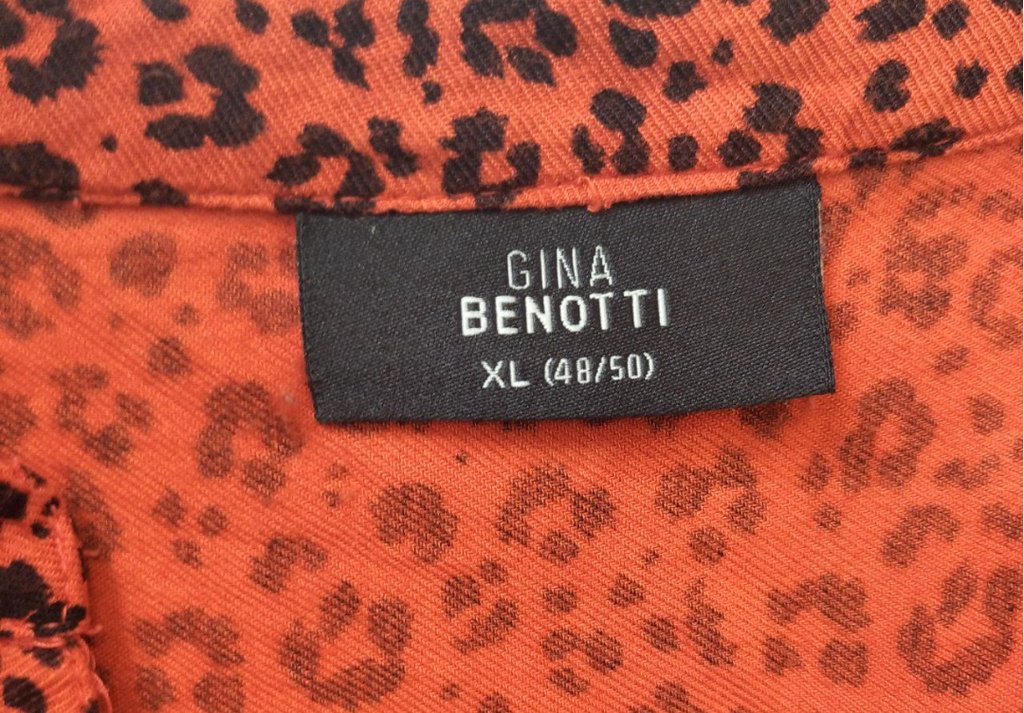 GINA
BENOTTI
XL (48/50)